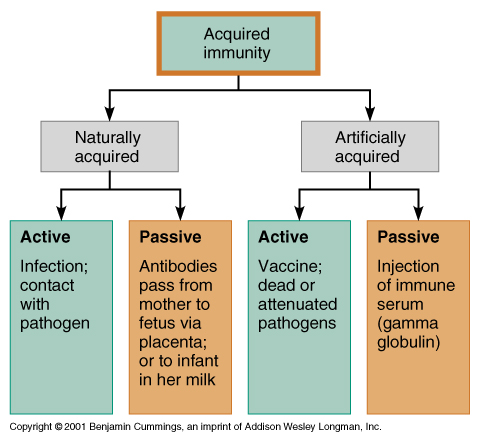 Acquired
immunity
Naturally
acquired
Artificially
acquired
Active
Infection;
contact
with
pathogen
Passive
Antibodies
pass from
mother to
fetus via
placenta;
or to infant
in her milk
Active
Vaccine;
dead or
attenuated
pathogens
Passive
Injection
of immune
serum
(gamma
globulin)
Copyright © 2001 Benjamin Cummings, an imprint of Addison Wesley Longman, Inc.